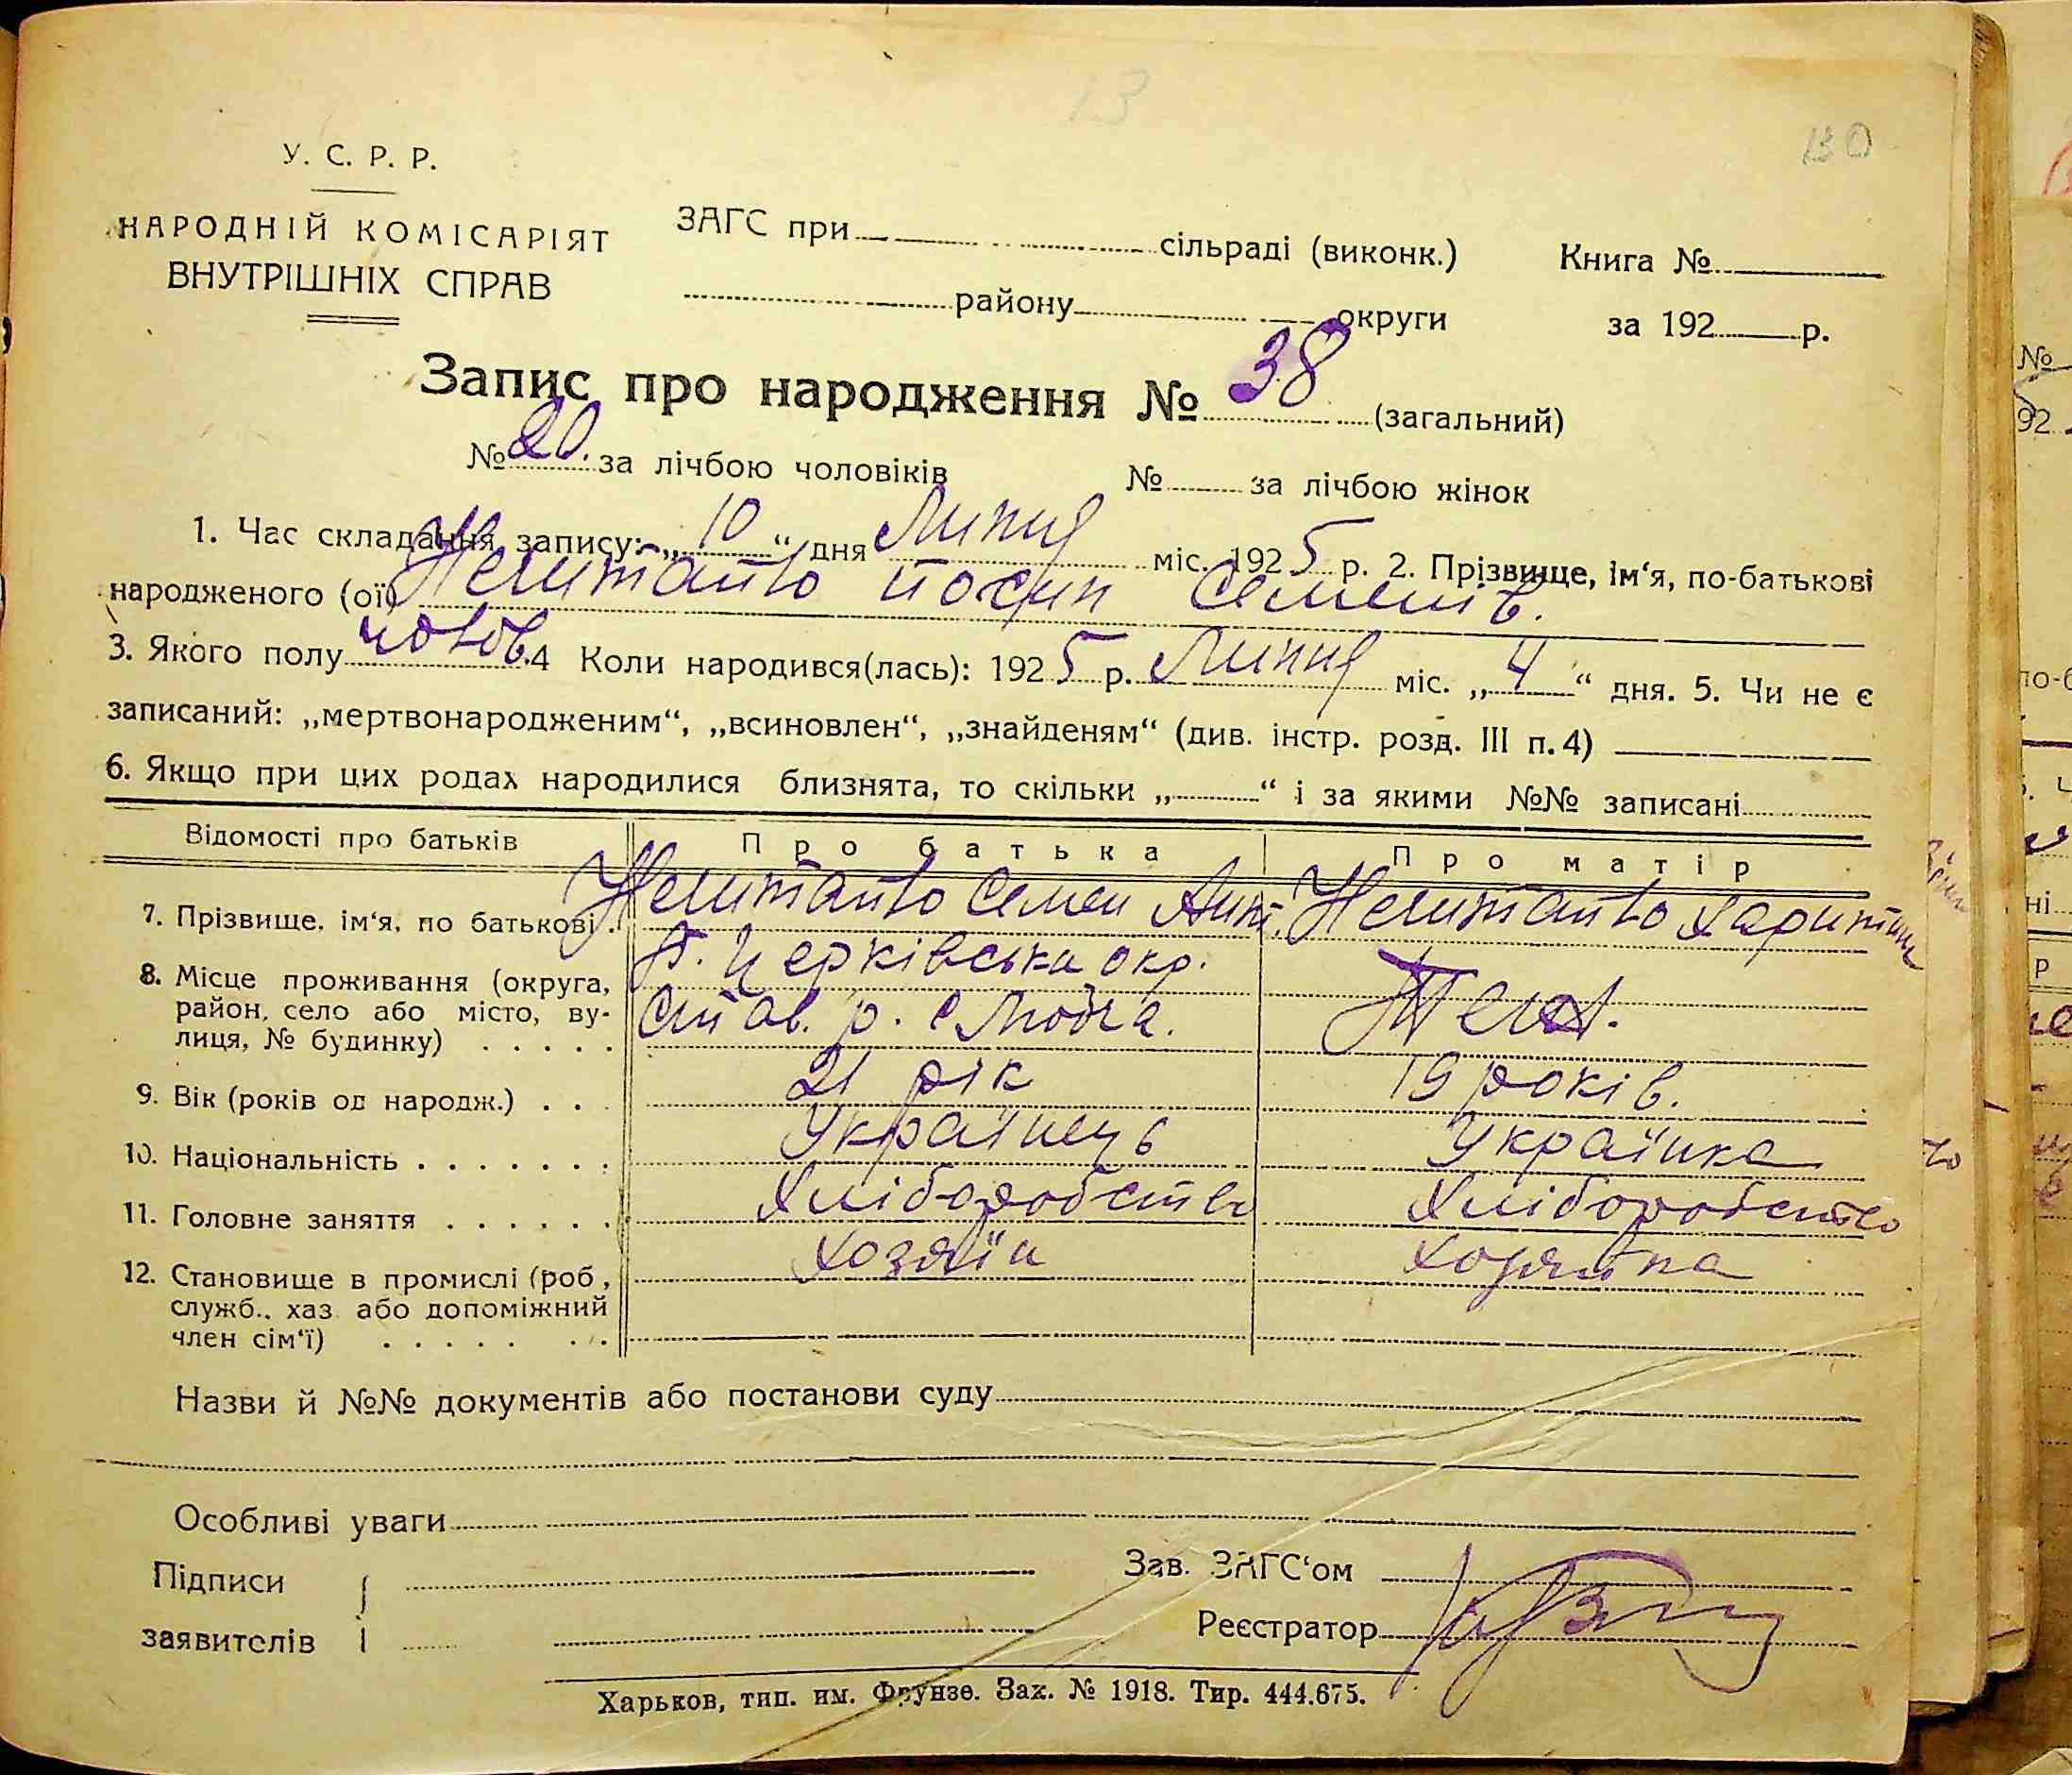 13
130
У. С. Р. Р.
НАРОДНІЙ КОМІСАРІЯТ
ВНУТРІШНІХ СПРАВ
ЗАГС при сільраді (виконк.)
району округи
Книга №
за 192 р.
Запис про народження № 38 (загальний)
№ 20. за лічбою чоловіків № за лічбою жінок
1. Час складання запису: „ 10 “ дня Липня міс. 1925 р. 2. Прізвище, ім‘я, по-батькові
народженого (ої) Йосип Семенів.
3. Якого полу чолов. 4 Коли народився(лась): 1925 р. Липня міс. „ 4 “ дня. 5. Чи не є
записаний: „мертвонародженим“, „всиновлен“, „знайденям“ (див. інстр. розд. III п. 4)
6. Якщо при цих родах народилися близнята, то скільки „ “ і за якими №№ записані
Відомості про батьків Про батька Про матір
7. Прізвище, ім‘я, по батькові . Семен Ант.
8. Місце проживання (округа, Б. Церківська окр.
район, село або місто, ву- Став. р.
лиця, № будинку) . . . . .
9. Вік (років од народж.) . . . 21 рік 19 років.
10. Національність . . . . . . . Українець Українка
11. Головне заняття . . . . . . . Хліборобство Хліборобство
12. Становище в промислі (роб., Хозяїн Хозяйка
служб., хаз. або допоміжний
член сім‘ї) . . . . . . .
Назви й №№ документів або постанови суду
Особливі уваги
Підписи
заявителів
Зав. ЗАГС‘ом
Реєстратор
Харьков, тип. им. Фрунзе. Зак. № 1918. Тир. 444.675.